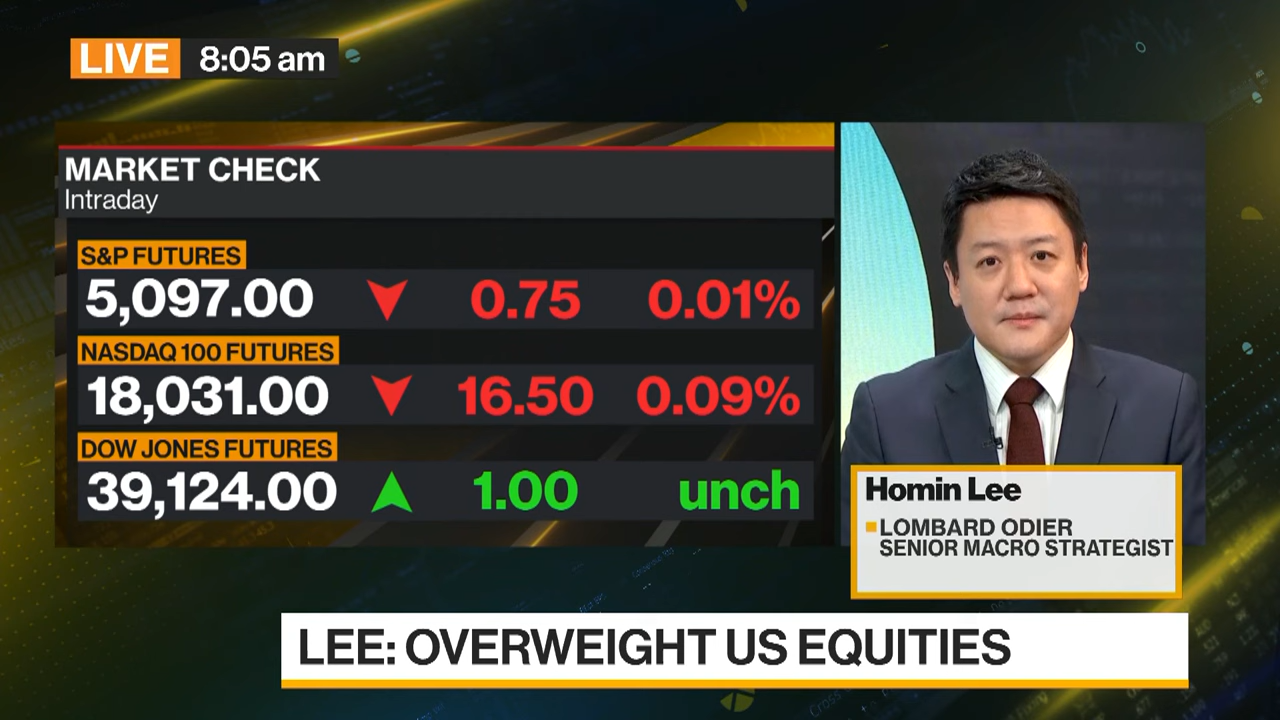 LIVE 8:05 am
MARKET CHECK
Intraday
S&P FUTURES
5,097.00 ▼ 0.75 0.01%
NASDAQ 100 FUTURES
18,031.00 ▼ 16.50 0.09%
DOW JONES FUTURES
39,124.00 ▲ 1.00 unch
Homin Lee
LOMBARD ODIER
SENIOR MACRO STRATEGIST
LEE: OVERWEIGHT US EQUITIES